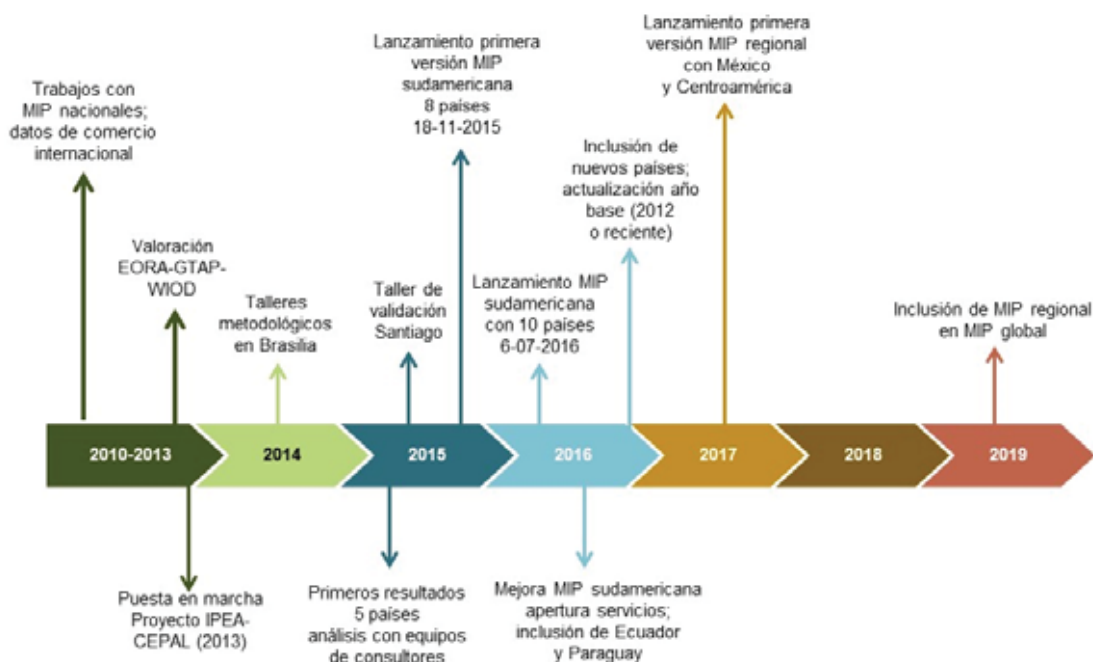 Trabajos con
MIP nacionales;
datos de comercio
internacional
Valoración
EORA-GTAP-
WIOD
Talleres
metodológicos
en Brasilia
Taller de
validación
Santiago
Lanzamiento primera
versión MIP
sudamericana
8 países
18-11-2015
Lanzamiento MIP
sudamericana
con 10 países
6-07-2016
Inclusión de
nuevos países;
actualización año
base (2012
o reciente)
Lanzamiento primera
versión MIP regional
con México
y Centroamérica
Inclusión de MIP regional
en MIP global
2010-2013
2014
2015
2016
2017
2018
2019
Puesta en marcha
Proyecto IPEA-
CEPAL (2013)
Primeros resultados
5 países
análisis con equipos
de consultores
Mejora MIP sudamericana
apertura servicios;
inclusión de Ecuador
y Paraguay